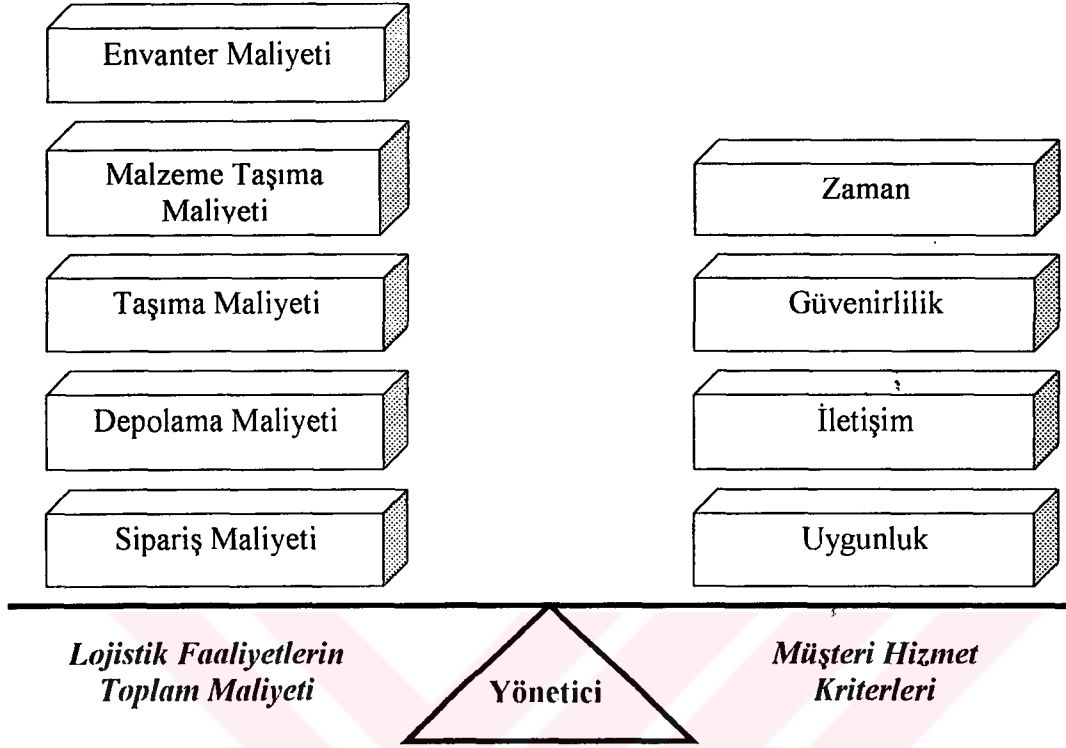 Envanter Maliyeti
Malzeme Taşıma
Maliyeti
Taşıma Maliyeti
Depolama Maliyeti
Sipariş Maliyeti
Zaman
Güvenirlilik
İletişim
Uygunluk
Lojistik Faaliyetlerin
Toplam Maliyeti
Yönetici
Müşteri Hizmet
Kriterleri